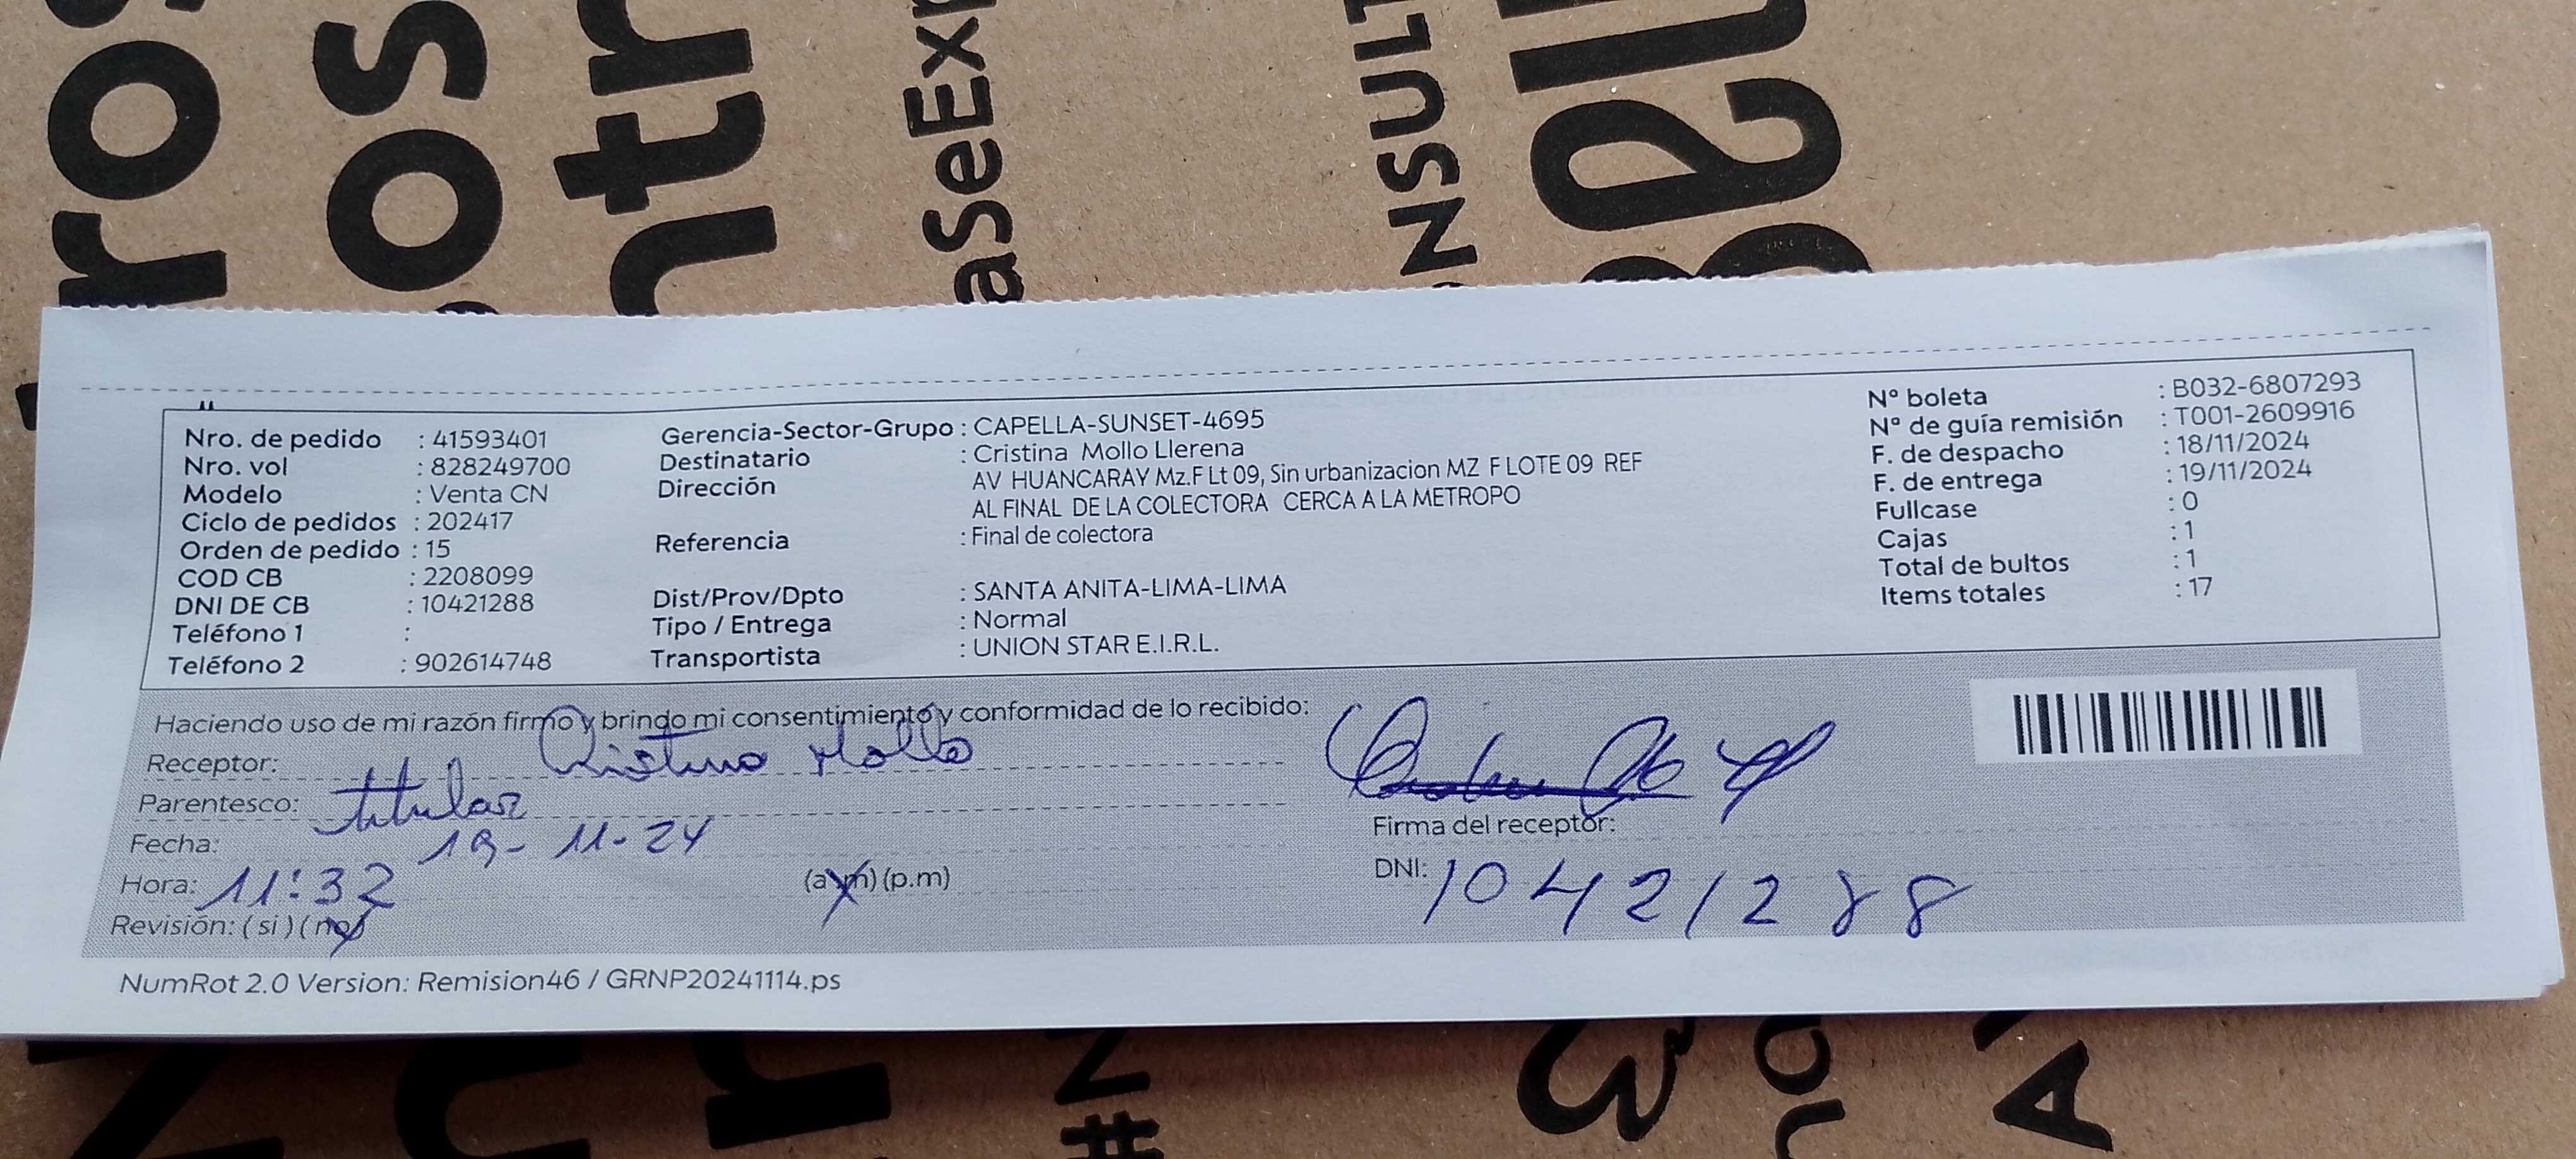 ros
os
ntr
aSeEx
NSULT
Nro. de pedido : 41593401
Nro. vol : 828249700
Modelo : Venta CN
Ciclo de pedidos : 202417
Orden de pedido : 15
COD CB : 2208099
DNI DE CB : 10421288
Teléfono 1 :
Teléfono 2 : 902614748
Gerencia-Sector-Grupo : CAPELLA-SUNSET-4695
Destinatario : Cristina Mollo Llerena
Dirección AV HUANCARAY Mz.F Lt 09, Sin urbanizacion MZ F LOTE 09 REF
AL FINAL DE LA COLECTORA CERCA A LA METROPO
Referencia : Final de colectora
Dist/Prov/Dpto : SANTA ANITA-LIMA-LIMA
Tipo / Entrega : Normal
Transportista : UNION STAR E.I.R.L.
N° boleta : B032-6807293
N° de guía remisión : T001-2609916
F. de despacho : 18/11/2024
F. de entrega : 19/11/2024
Fullcase : 0
Cajas : 1
Total de bultos : 1
Items totales : 17
Haciendo uso de mi razón firmo y brindo mi consentimiento y conformidad de lo recibido:
Receptor: Cristina Mollo
Parentesco: titular
Fecha: 19-11-24
Hora: 11:32 (a.m) (p.m)
Revisión: (si) (no)
Firma del receptor:
DNI: 10421288
NumRot 2.0 Version: Remision46 / GRNP20241114.ps